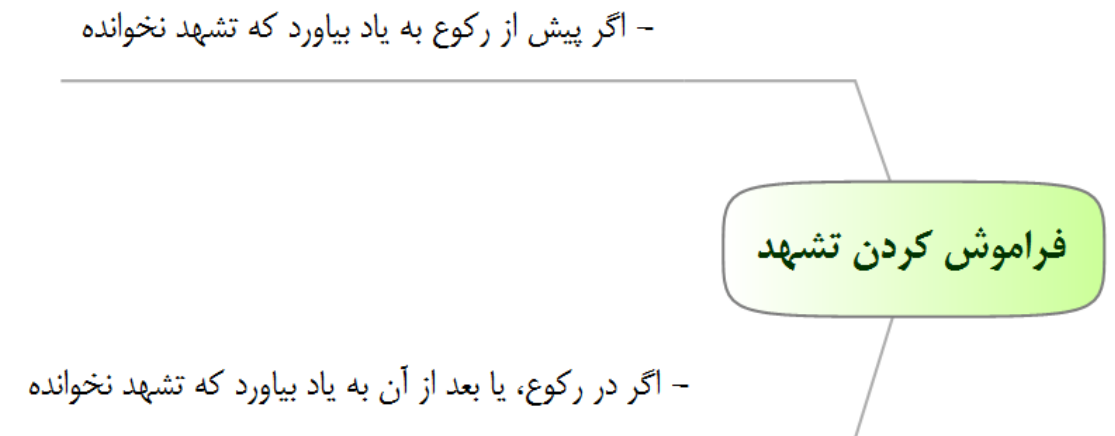 - اگر پیش از رکوع به یاد بیاورد که تشهد نخوانده
فراموش کردن تشهد
- اگر در رکوع، یا بعد از آن به یاد بیاورد که تشهد نخوانده